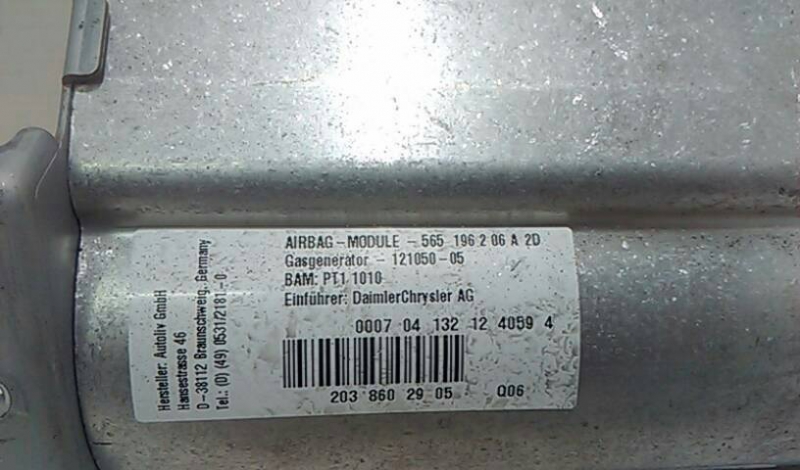 Hersteller: Autoliv GmbH
Hansestrasse 46
D-38112 Braunschweig, Germany
Tel.: (0) (49) 0531/2181-0
AIRBAG-MODULE - 565 196 2 06 A 2D
Gasgenerator - 121050-05
BAM: PT1 1010
Einführer: DaimlerChrysler AG
0007 04 132 12 4059 4
203 860 29 05 Q06